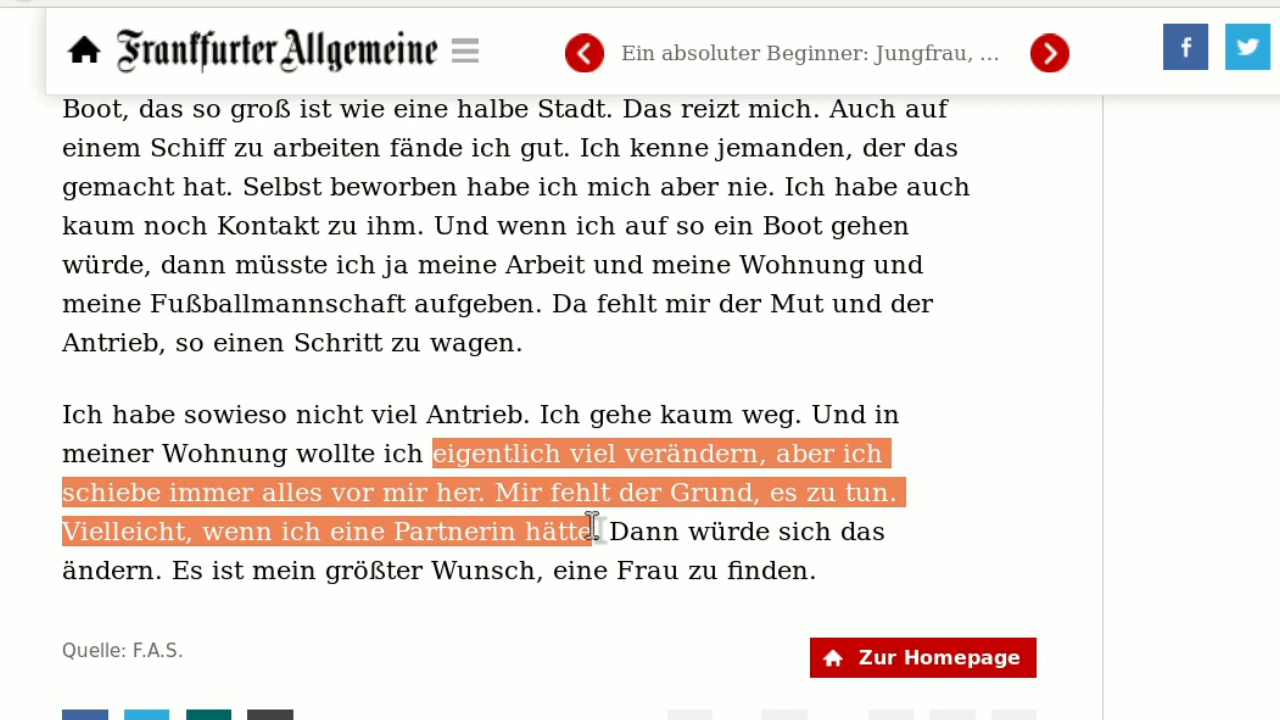 Frankfurter Allgemeine
Ein absoluter Beginner: Jungfrau, ...
Boot, das so groß ist wie eine halbe Stadt. Das reizt mich. Auch auf
einem Schiff zu arbeiten fände ich gut. Ich kenne jemanden, der das
gemacht hat. Selbst beworben habe ich mich aber nie. Ich habe auch
kaum noch Kontakt zu ihm. Und wenn ich auf so ein Boot gehen
würde, dann müsste ich ja meine Arbeit und meine Wohnung und
meine Fußballmannschaft aufgeben. Da fehlt mir der Mut und der
Antrieb, so einen Schritt zu wagen.
Ich habe sowieso nicht viel Antrieb. Ich gehe kaum weg. Und in
meiner Wohnung wollte ich eigentlich viel verändern, aber ich
schiebe immer alles vor mir her. Mir fehlt der Grund, es zu tun.
Vielleicht, wenn ich eine Partnerin hätte. Dann würde sich das
ändern. Es ist mein größter Wunsch, eine Frau zu finden.
Quelle: F.A.S.
Zur Homepage